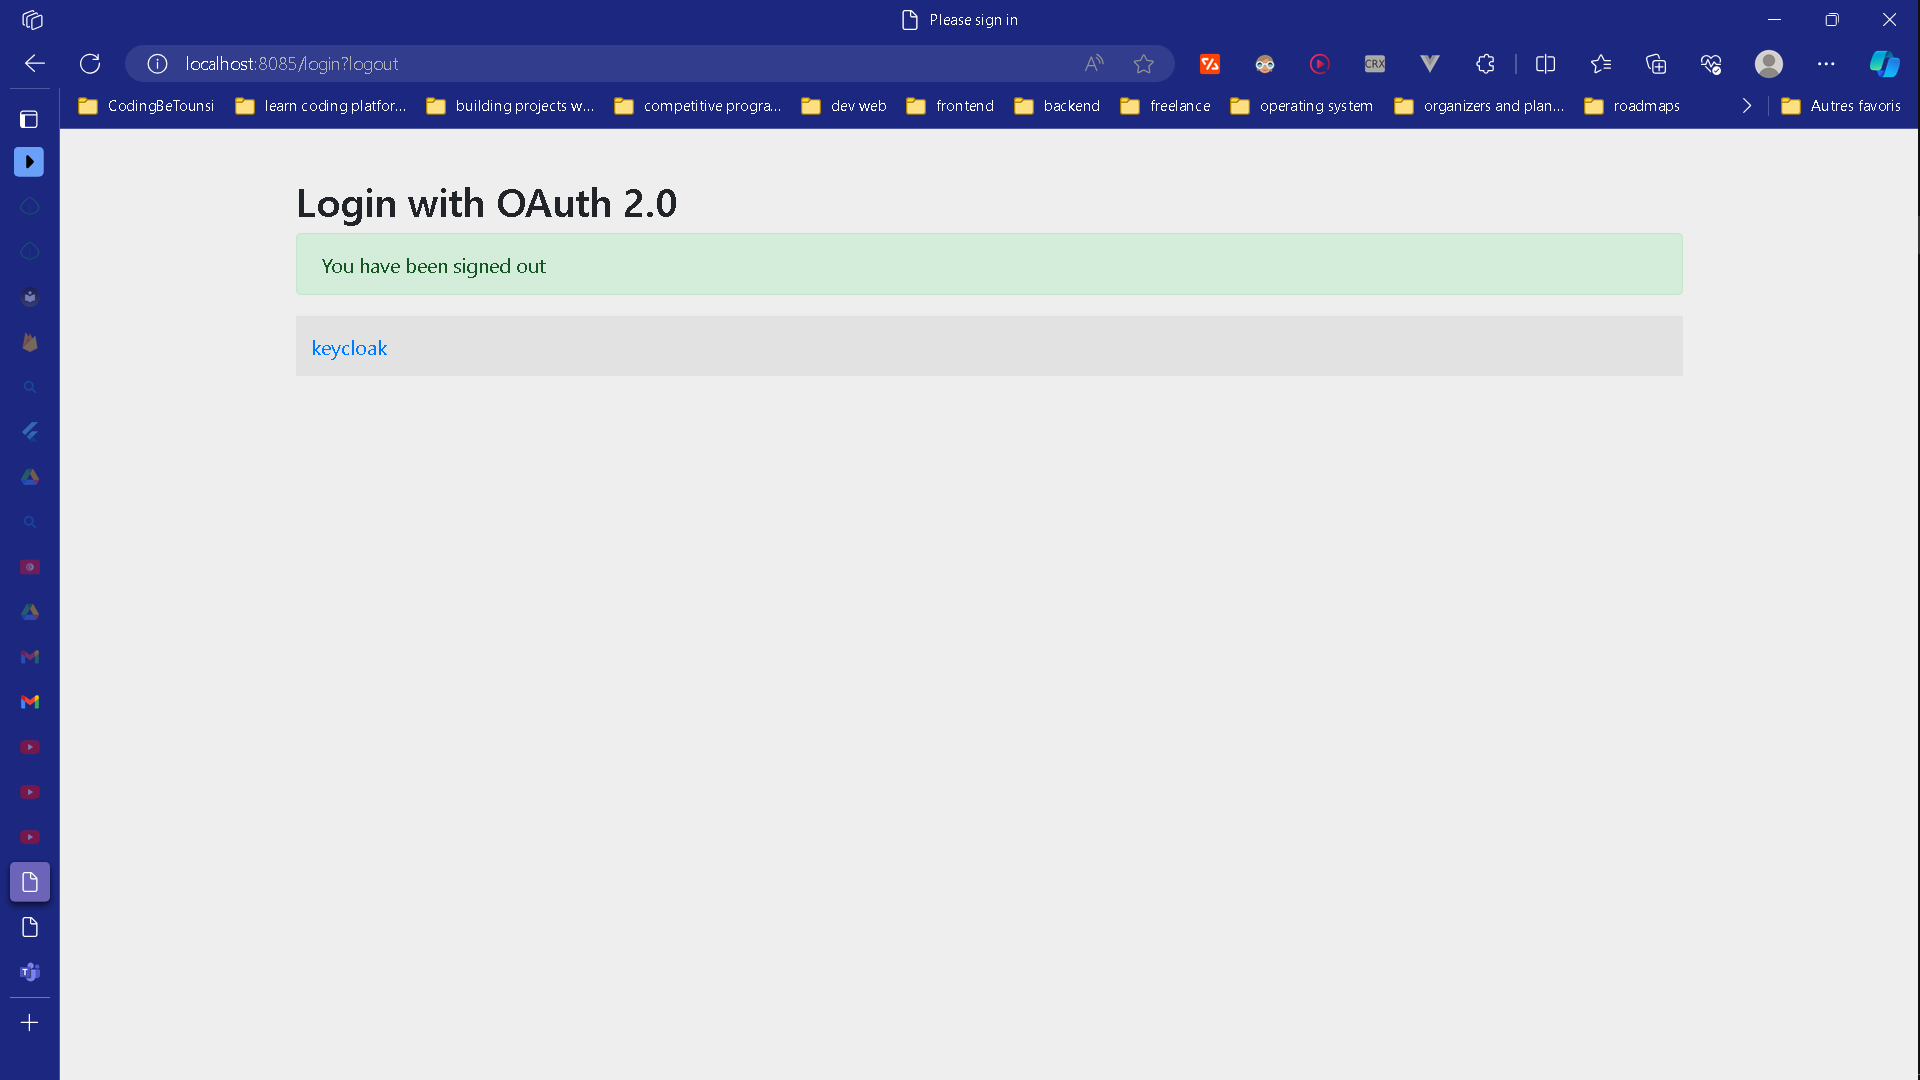 Please sign in
localhost:8085/login?logout
CRX
CodingBeTounsi
learn coding platfor...
building projects w...
competitive progra...
dev web
frontend
backend
freelance
operating system
organizers and plan...
roadmaps
Autres favoris
Login with OAuth 2.0
You have been signed out
keycloak